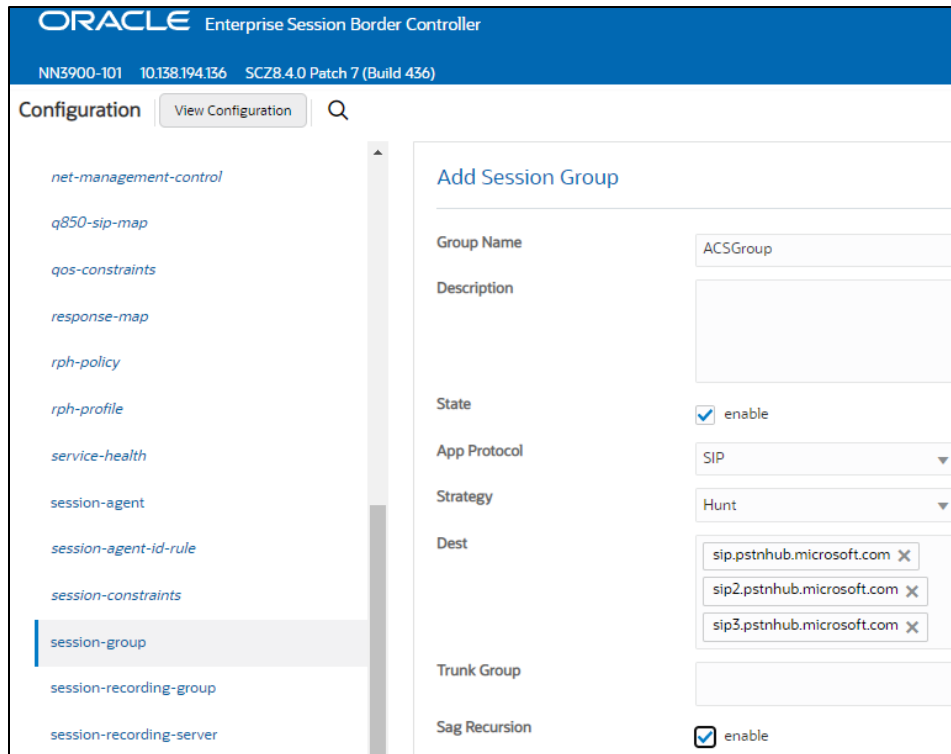 ORACLE Enterprise Session Border Controller
NN3900-101 10.138.194.136 SCZ8.4.0 Patch 7 (Build 436)
Configuration View Configuration
net-management-control
q850-sip-map
qos-constraints
response-map
rph-policy
rph-profile
service-health
session-agent
session-agent-id-rule
session-constraints
session-group
session-recording-group
session-recording-server
Add Session Group
Group Name ACSGroup
Description
State enable
App Protocol SIP
Strategy Hunt
Dest sip.pstnhub.microsoft.com
sip2.pstnhub.microsoft.com
sip3.pstnhub.microsoft.com
Trunk Group
Sag Recursion enable